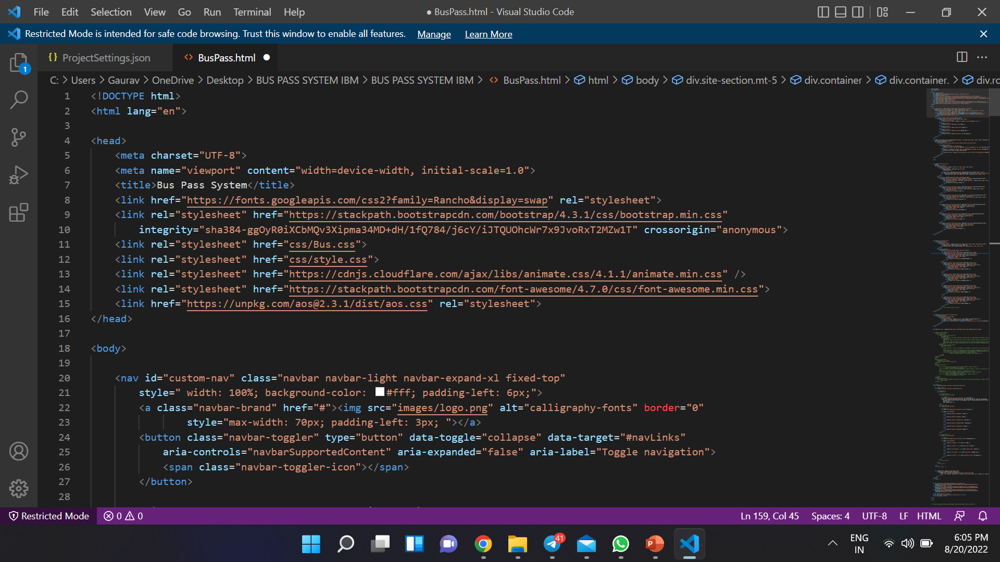 File Edit Selection View Go Run Terminal Help
● BusPass.html - Visual Studio Code
Restricted Mode is intended for safe code browsing. Trust this window to enable all features. Manage Learn More
{} ProjectSettings.json
<> BusPass.html ●
1
C: > Users > Gaurav > OneDrive > Desktop > BUS PASS SYSTEM IBM > BUS PASS SYSTEM IBM > <> BusPass.html > html > body > div.site-section.mt-5 > div.container > div.container. > div.ro
1 <!DOCTYPE html>
2 <html lang="en">
3
4 <head>
5 <meta charset="UTF-8">
6 <meta name="viewport" content="width=device-width, initial-scale=1.0">
7 <title>Bus Pass System</title>
8 <link href="https://fonts.googleapis.com/css2?family=Rancho&display=swap" rel="stylesheet">
9 <link rel="stylesheet" href="https://stackpath.bootstrapcdn.com/bootstrap/4.3.1/css/bootstrap.min.css"
10 integrity="sha384-ggOyR0iXCbMQv3Xipma34MD+dH/1fQ784/j6cY/iJTQUOhcWr7x9JvoRxT2MZw1T" crossorigin="anonymous">
11 <link rel="stylesheet" href="css/Bus.css">
12 <link rel="stylesheet" href="css/style.css">
13 <link rel="stylesheet" href="https://cdnjs.cloudflare.com/ajax/libs/animate.css/4.1.1/animate.min.css" />
14 <link rel="stylesheet" href="https://stackpath.bootstrapcdn.com/font-awesome/4.7.0/css/font-awesome.min.css">
15 <link href="https://unpkg.com/aos@2.3.1/dist/aos.css" rel="stylesheet">
16 </head>
17
18 <body>
19
20 <nav id="custom-nav" class="navbar navbar-light navbar-expand-xl fixed-top"
21 style=" width: 100%; background-color: #fff; padding-left: 6px;">
22 <a class="navbar-brand" href="#"><img src="images/logo.png" alt="calligraphy-fonts" border="0"
23 style="max-width: 70px; padding-left: 3px; "></a>
24 <button class="navbar-toggler" type="button" data-toggle="collapse" data-target="#navLinks"
25 aria-controls="navbarSupportedContent" aria-expanded="false" aria-label="Toggle navigation">
26 <span class="navbar-toggler-icon"></span>
27 </button>
28
Restricted Mode 0 0 Ln 159, Col 45 Spaces: 4 UTF-8 LF HTML
41
P
ENG
IN
6:05 PM
8/20/2022